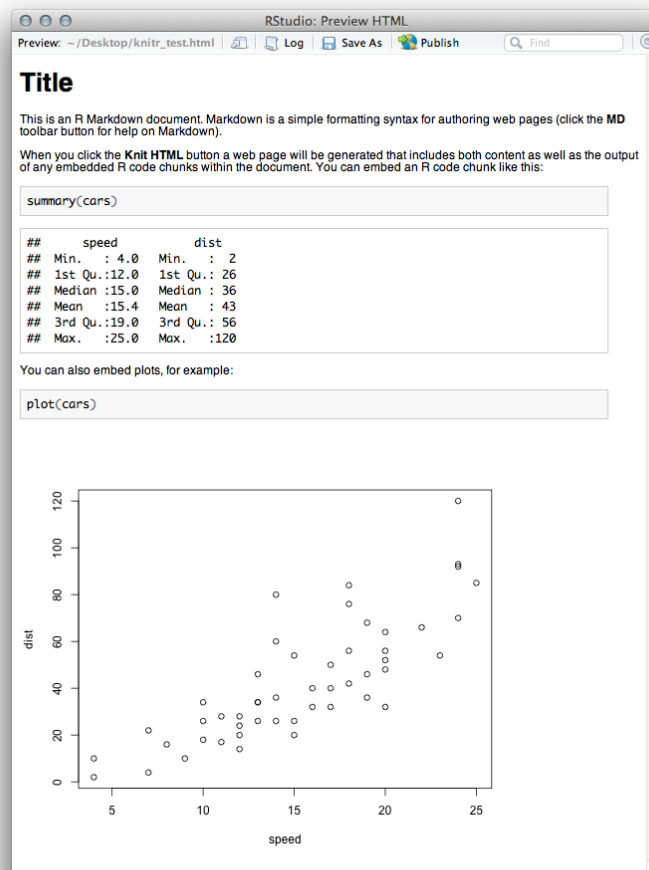 RStudio: Preview HTML
Preview: ~/Desktop/knitr_test.html Log Save As Publish Find
Title
This is an R Markdown document. Markdown is a simple formatting syntax for authoring web pages (click the MD
toolbar button for help on Markdown).
When you click the Knit HTML button a web page will be generated that includes both content as well as the output
of any embedded R code chunks within the document. You can embed an R code chunk like this:
summary(cars)
##      speed           dist
##  Min.   : 4.0   Min.   :  2
##  1st Qu.:12.0   1st Qu.: 26
##  Median :15.0   Median : 36
##  Mean   :15.4   Mean   : 43
##  3rd Qu.:19.0   3rd Qu.: 56
##  Max.   :25.0   Max.   :120
You can also embed plots, for example:
plot(cars)
120
100
80
60
40
20
0
dist
5 10 15 20 25
speed